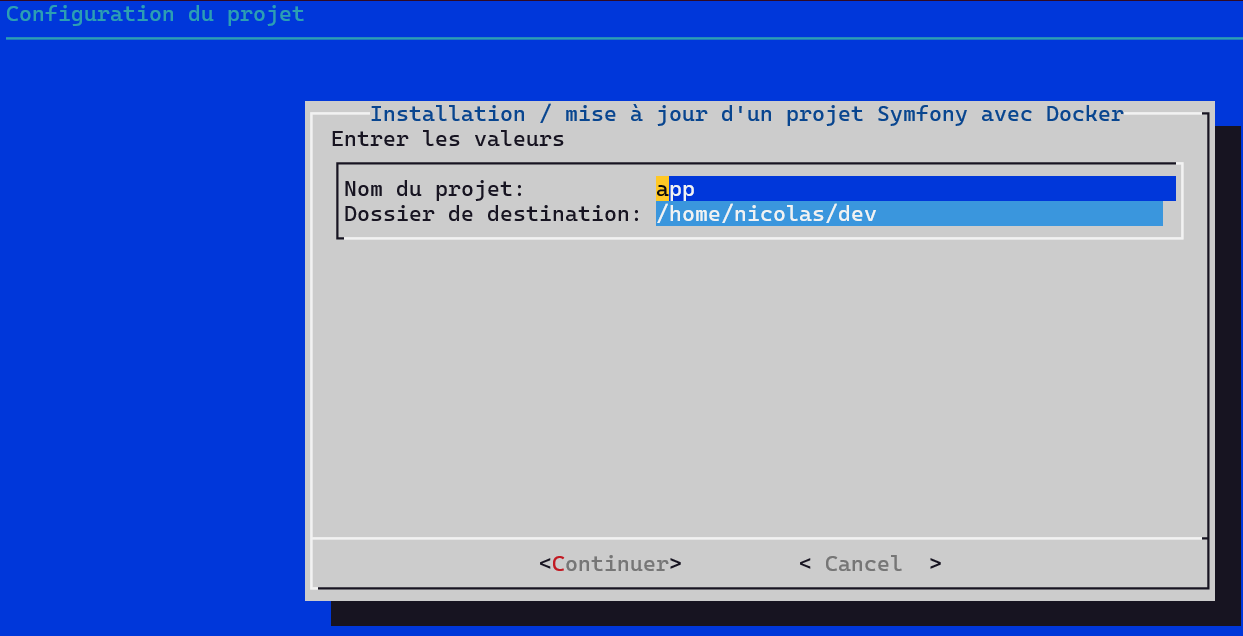 Configuration du projet
Installation / mise à jour d'un projet Symfony avec Docker
Entrer les valeurs
Nom du projet: app
Dossier de destination: /home/nicolas/dev
<Continuer> < Cancel >